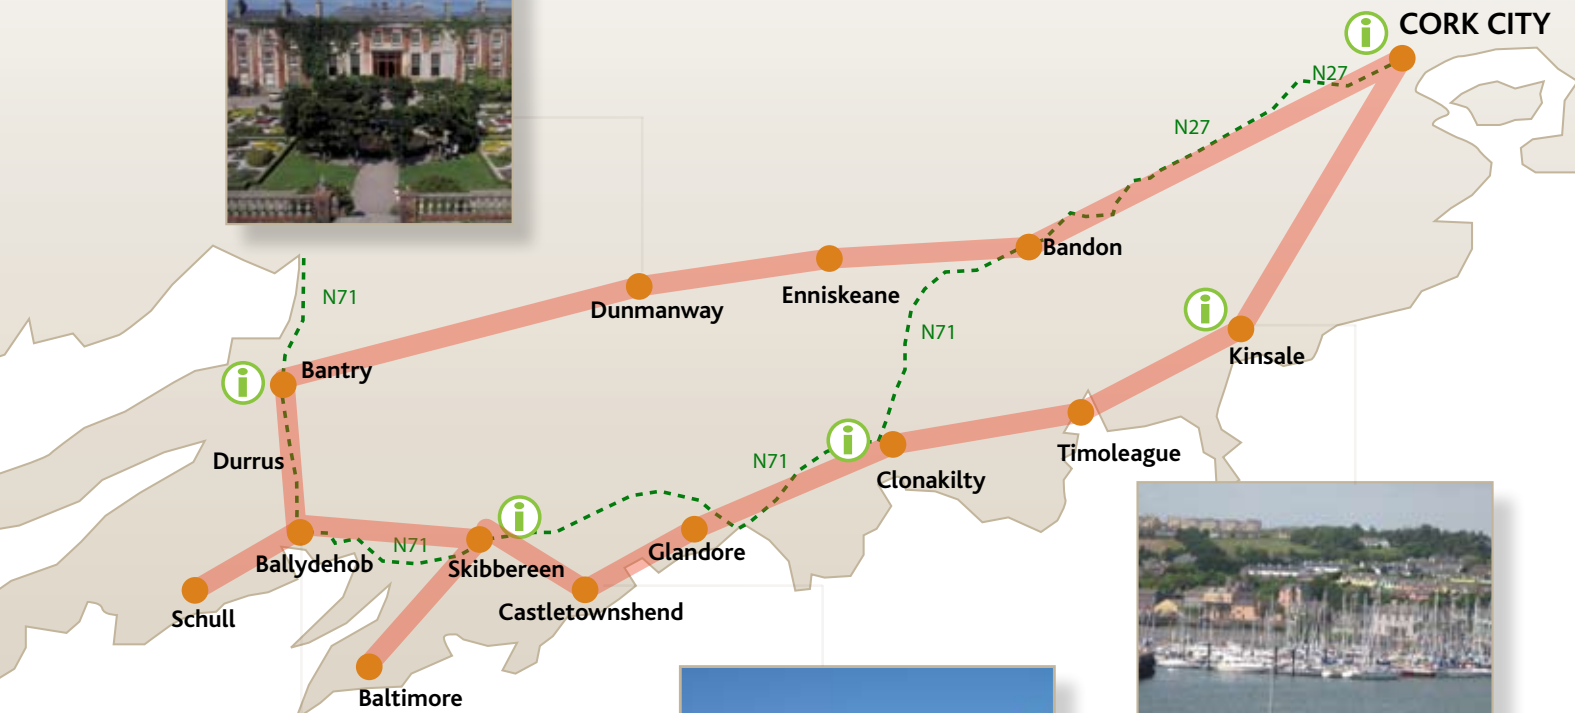 i CORK CITY
N27
N27
Bandon
N71
Dunmanway
Enniskeane
N71
i
Kinsale
i Bantry
i
Timoleague
Durrus
N71
Clonakilty
i
N71
Glandore
Ballydehob
Skibbereen
Castletownshend
Schull
Baltimore